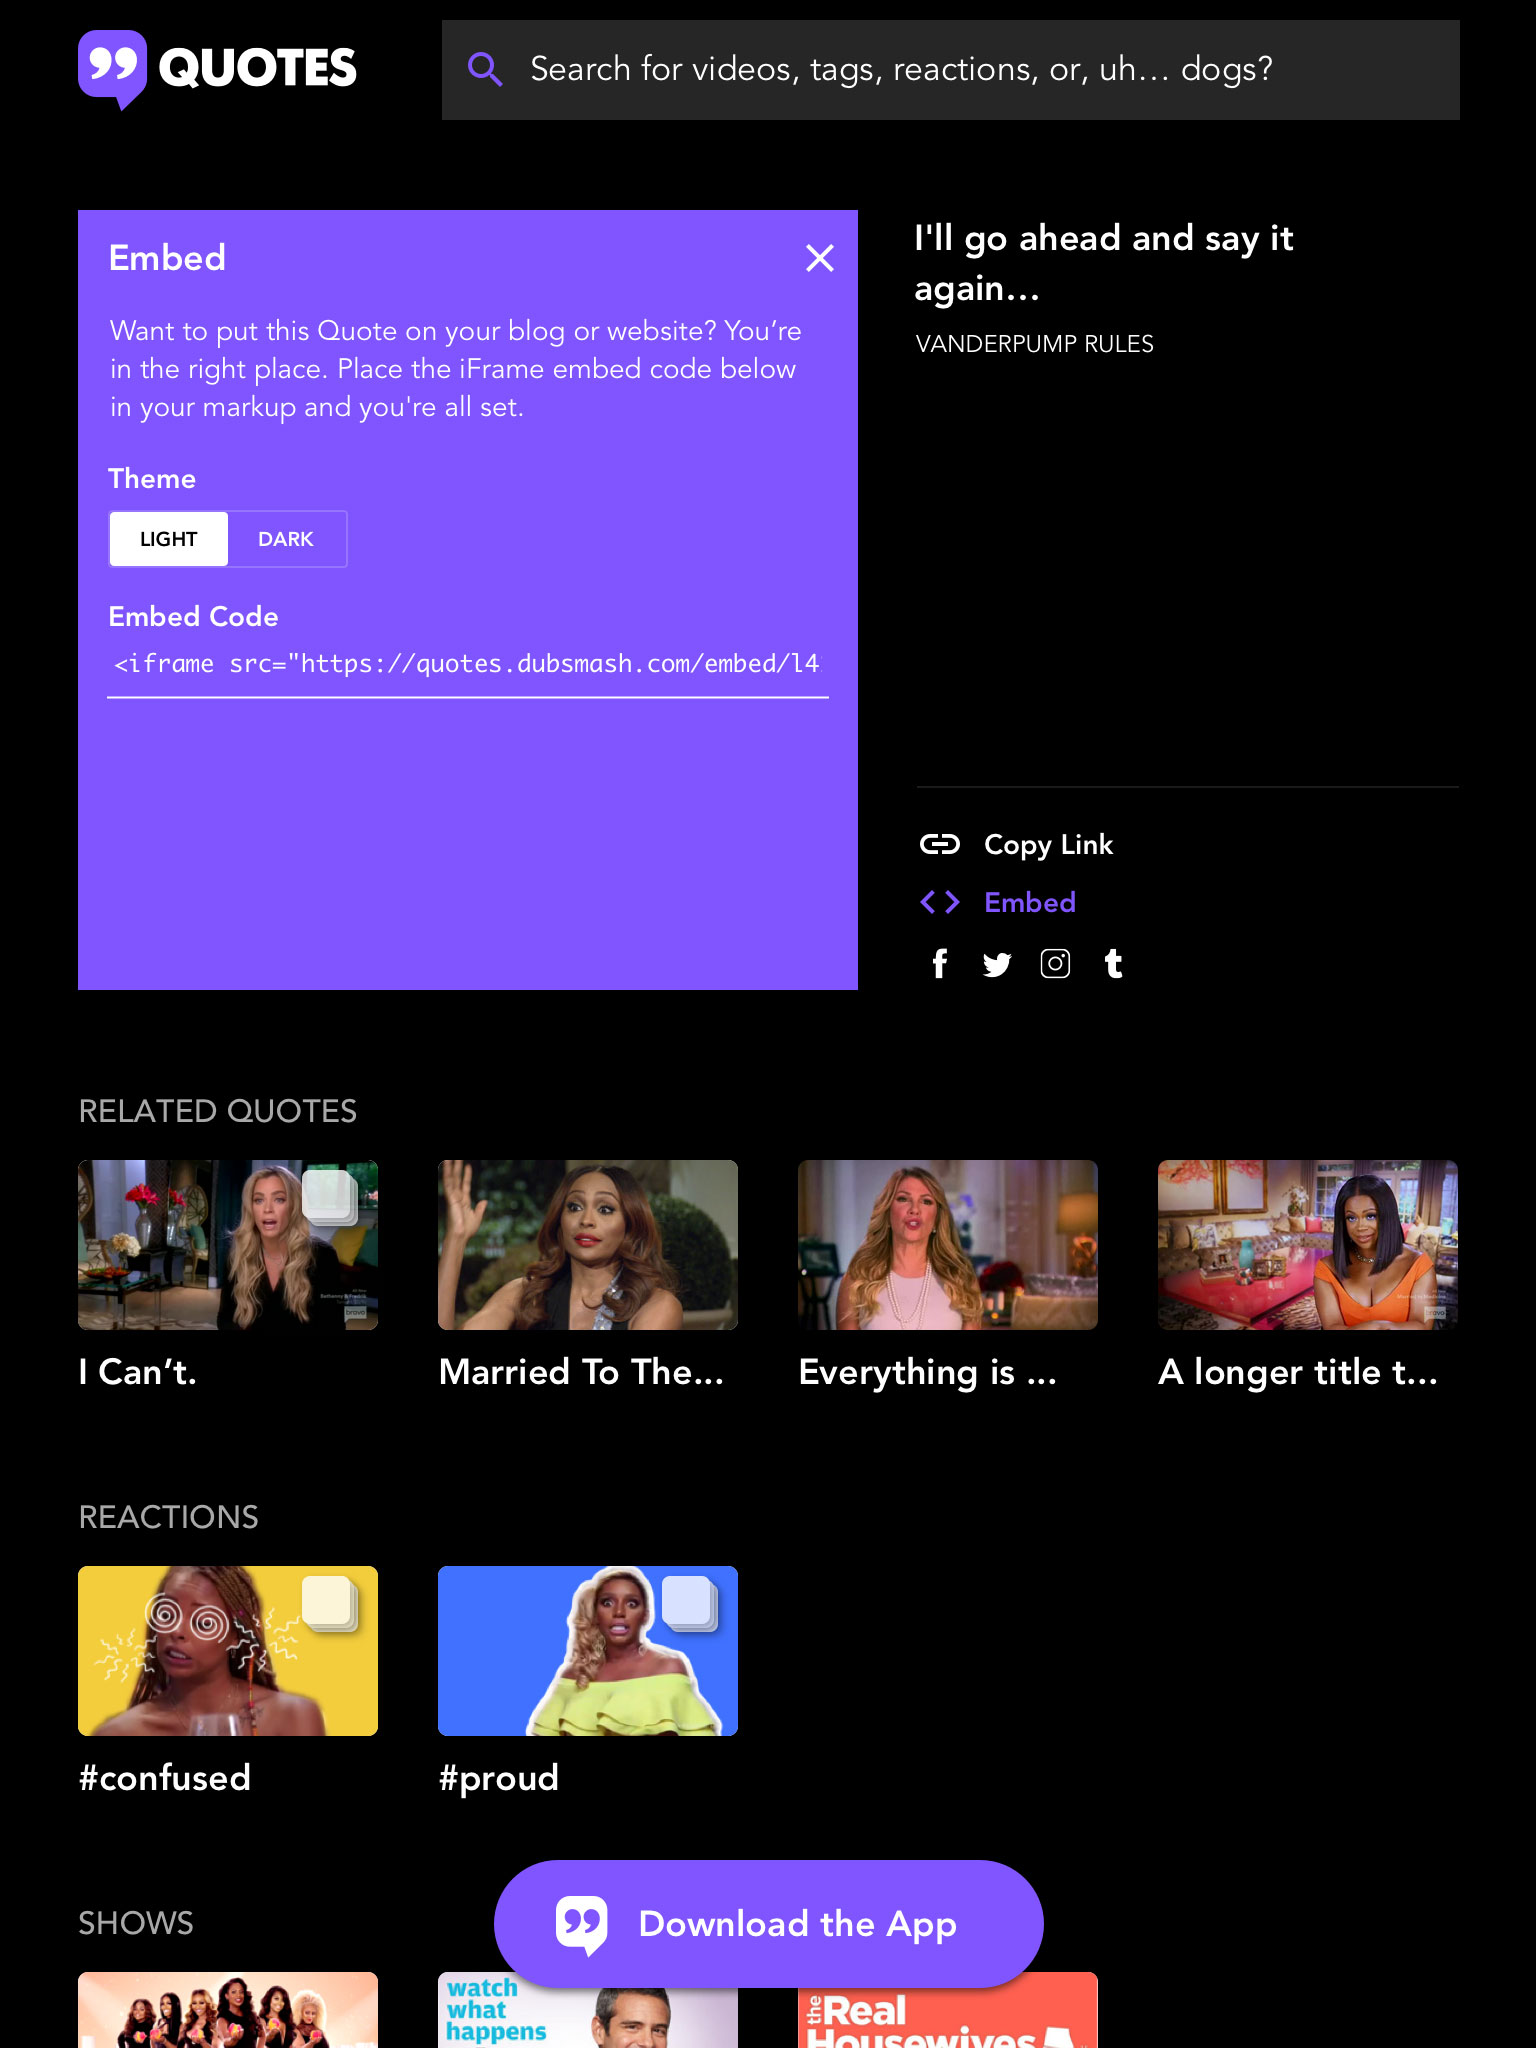 QUOTES
Search for videos, tags, reactions, or, uh... dogs?
Embed
Want to put this Quote on your blog or website? You’re
in the right place. Place the iFrame embed code below
in your markup and you're all set.
Theme
LIGHT DARK
Embed Code
<iframe src="https://quotes.dubsmash.com/embed/l4
I'll go ahead and say it
again...
VANDERPUMP RULES
Copy Link
Embed
RELATED QUOTES
bravo
bravo
I Can’t.
Married To The...
Everything is ...
A longer title t...
REACTIONS
#confused
#proud
SHOWS
Download the App
watch
what
happens
the Real
Housewives